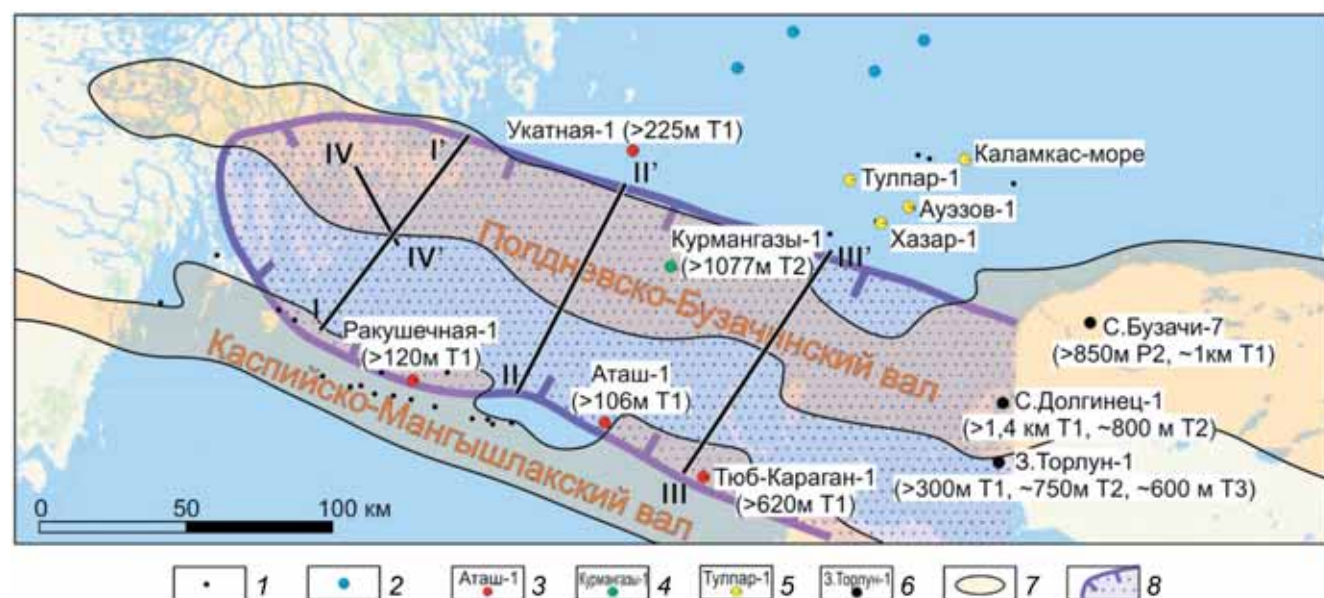 Укатная-1 (>225м Т1)
Каламкас-море
Тулпар-1
Ауэзов-1
Хазар-1
IV
I’
II’
IV’
Курмангазы-1
(>1077м Т2)
III’
Полдневско-Бузачинский вал
I
Ракушечная-1
(>120м Т1)
С.Бузачи-7
(>850м Р2, ~1км Т1)
Каспийско-Мангышлакский вал
II
Аташ-1
(>106м Т1)
С.Долгинец-1
(>1,4 км Т1, ~800 м Т2)
З.Торлун-1
(>300м Т1, ~750м Т2, ~600 м Т3)
III
Тюб-Караган-1
(>620м Т1)
0 50 100 км
1
2
Аташ-1 3
Курмангазы-1 4
Тулпар-1 5
З.Торлун-1 6
7
8